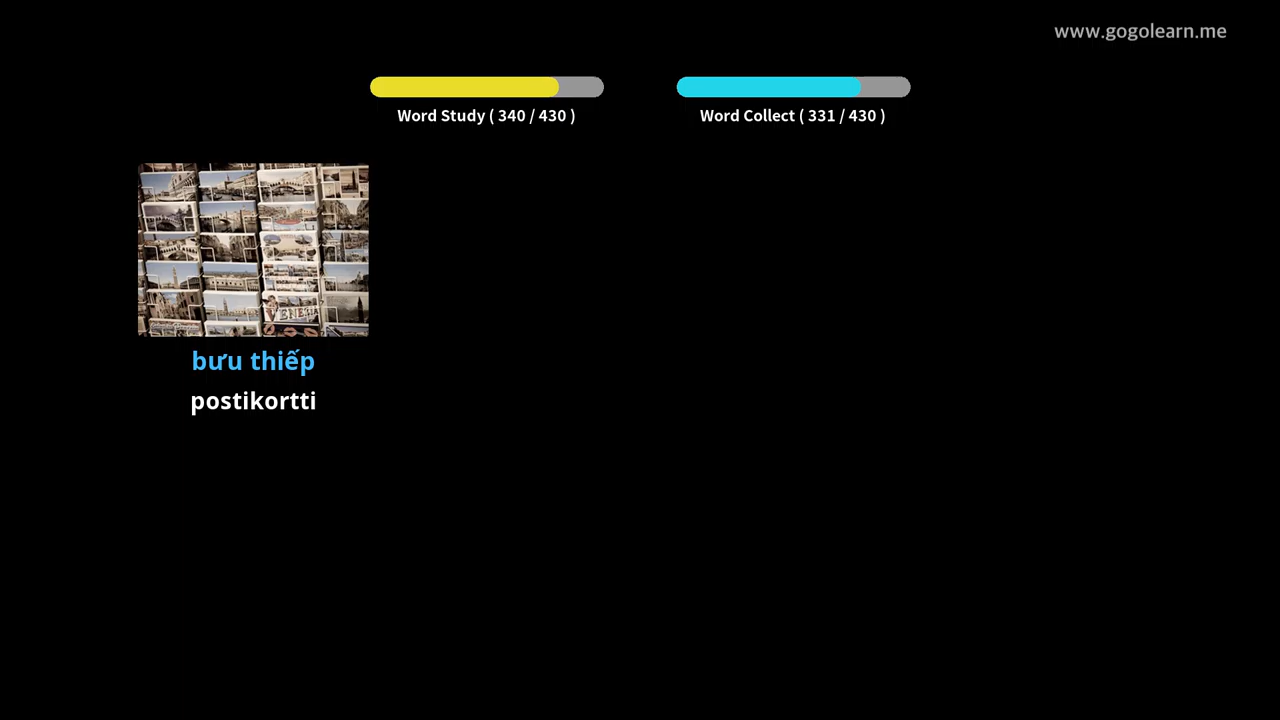 www.gogolearn.me
Word Study ( 340 / 430 )
Word Collect ( 331 / 430 )
bưu thiếp
postikortti